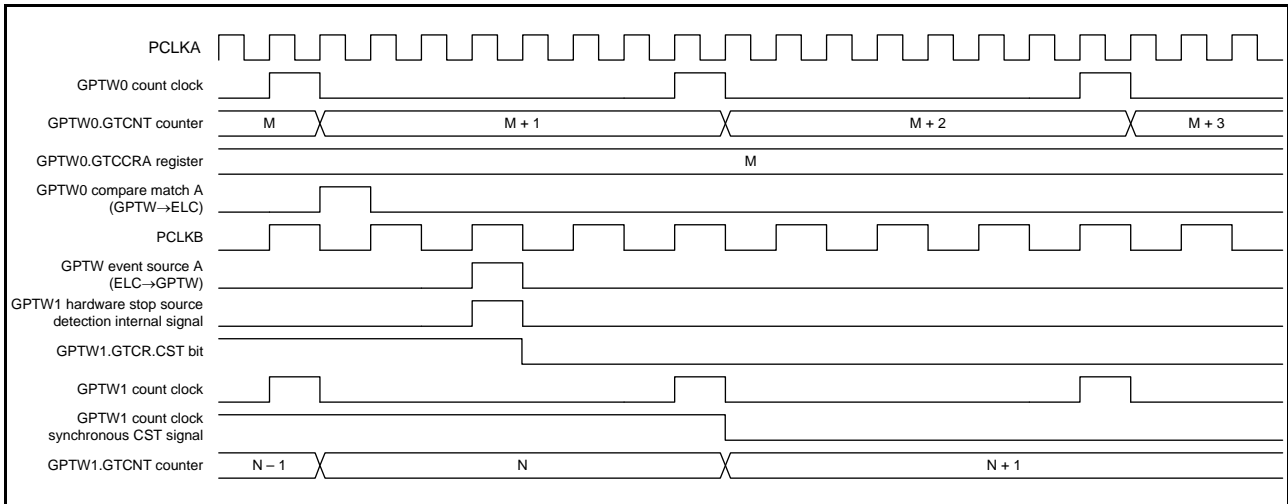 PCLKA
GPTW0 count clock
GPTW0.GTCNT counter
M
M + 1
M + 2
M + 3
GPTW0.GTCCRA register
M
GPTW0 compare match A
(GPTW→ELC)
PCLKB
GPTW event source A
(ELC→GPTW)
GPTW1 hardware stop source
detection internal signal
GPTW1.GTCR.CST bit
GPTW1 count clock
GPTW1 count clock
synchronous CST signal
GPTW1.GTCNT counter
N – 1
N
N + 1